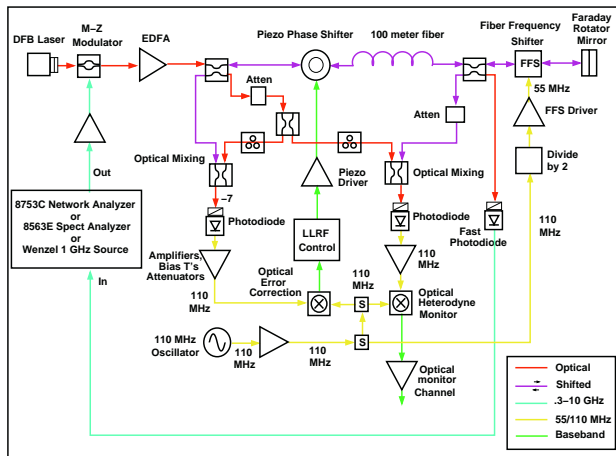 DFB Laser
M–Z
Modulator
EDFA
Piezo Phase Shifter
100 meter fiber
Fiber Frequency
Shifter
Faraday
Rotator
Mirror
FFS
55 MHz
FFS Driver
Atten
Atten
Optical Mixing
Optical Mixing
Divide
by 2
Out
–7
Piezo
Driver
8753C Network Analyzer
or
8563E Spect Analyzer
or
Wenzel 1 GHz Source
In
Photodiode
Photodiode
Fast
Photodiode
110
MHz
LLRF
Control
Amplifiers,
Bias T's
Attenuators
110
MHz
110
MHz
Optical
Error
Correction
110
MHz
S
S
Optical
Heterodyne
Monitor
110 MHz
Oscillator
110
MHz
110
MHz
Optical
monitor
Channel
Optical
Shifted
.3–10 GHz
55/110 MHz
Baseband